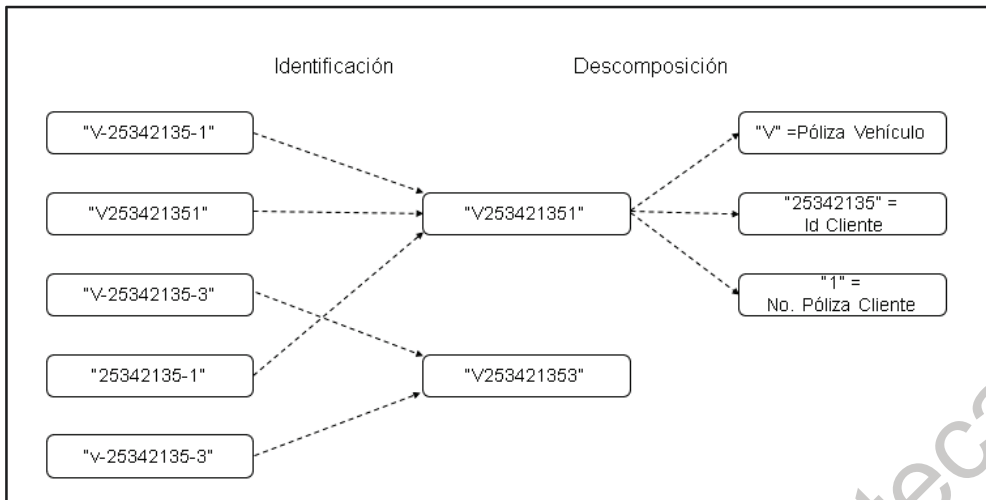 Identificación
Descomposición
"V-25342135-1"
"V253421351"
"V-25342135-3"
"25342135-1"
"v-25342135-3"
"V253421351"
"V253421353"
"V" =Póliza Vehículo
"25342135" =
Id Cliente
"1" =
No. Póliza Cliente